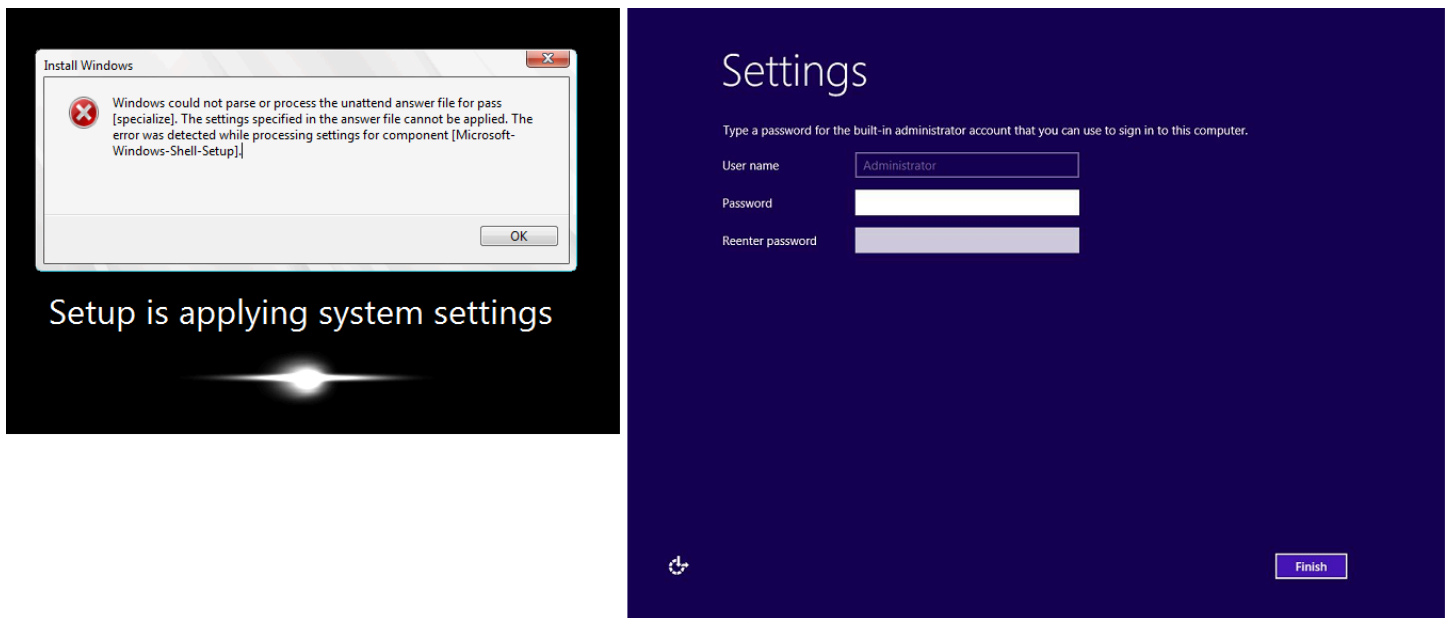 Install Windows
Windows could not parse or process the unattend answer file for pass
[specialize]. The settings specified in the answer file cannot be applied. The
error was detected while processing settings for component [Microsoft-
Windows-Shell-Setup].
OK
Setup is applying system settings
Settings
Type a password for the built-in administrator account that you can use to sign in to this computer.
User name
Administrator
Password
Reenter password
Finish